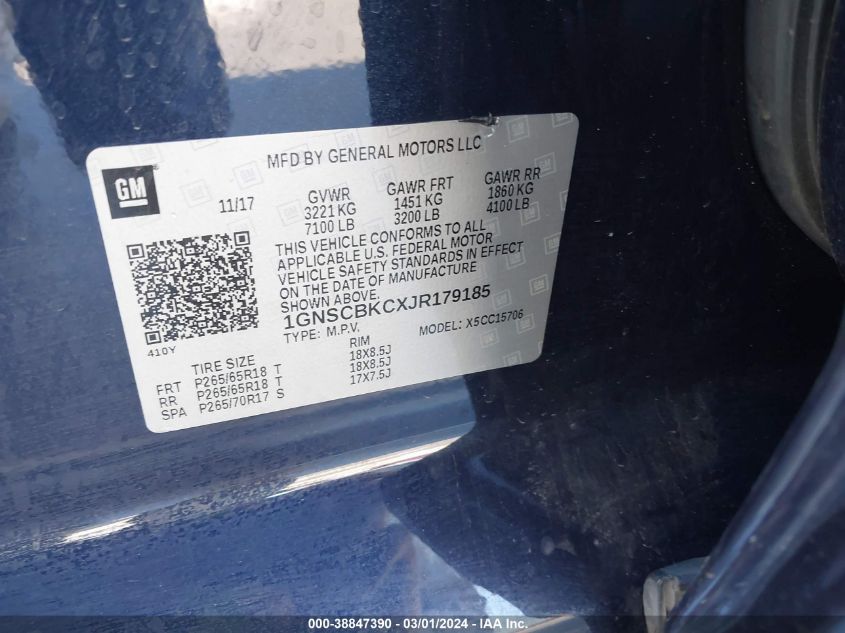 MFD BY GENERAL MOTORS LLC
GM
11/17 GVWR GAWR FRT GAWR RR
3221 KG 1451 KG 1860 KG
7100 LB 3200 LB 4100 LB
THIS VEHICLE CONFORMS TO ALL
APPLICABLE U.S. FEDERAL MOTOR
VEHICLE SAFETY STANDARDS IN EFFECT
ON THE DATE OF MANUFACTURE
SHOWN ABOVE.
1GNSCBKCXJR179185
TYPE: M.P.V. MODEL: X5CC15706
410Y
TIRE SIZE RIM
FRT P265/65R18 T 18X8.5J
RR P265/65R18 T 18X8.5J
SPA P265/70R17 S 17X7.5J
000-38847390 - 03/01/2024 - IAA, Inc.